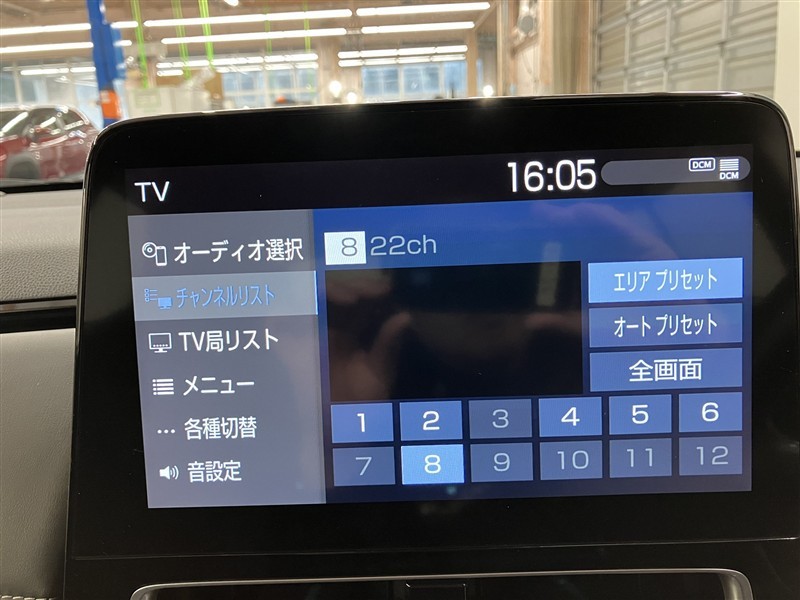 TV
16:05
DCM
DCM
オーディオ選択
チャンネルリスト
TV局リスト
メニュー
各種切替
音設定
8 22ch
エリア プリセット
オート プリセット
全画面
1 2 3 4 5 6
7 8 9 10 11 12